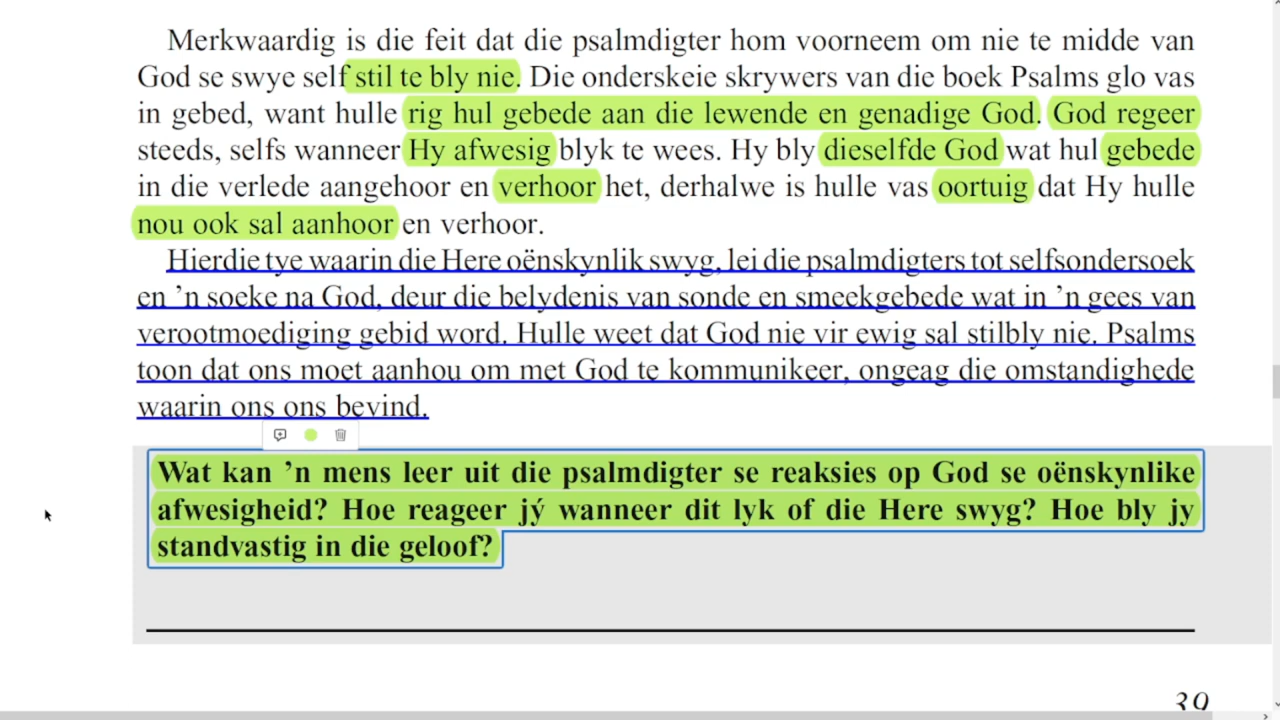 Merkwaardig is die feit dat die psalmdigter hom voorneem om nie te midde van
God se swye self stil te bly nie. Die onderskeie skrywers van die boek Psalms glo vas
in gebed, want hulle rig hul gebede aan die lewende en genadige God. God regeer
steeds, selfs wanneer Hy afwesig blyk te wees. Hy bly dieselfde God wat hul gebede
in die verlede aangehoor en verhoor het, derhalwe is hulle vas oortuig dat Hy hulle
nou ook sal aanhoor en verhoor.
Hierdie tye waarin die Here oënskynlik swyg, lei die psalmdigters tot selfsondersoek
en ’n soeke na God, deur die belydenis van sonde en smeekgebede wat in ’n gees van
verootmoediging gebid word. Hulle weet dat God nie vir ewig sal stilbly nie. Psalms
toon dat ons moet aanhou om met God te kommunikeer, ongeag die omstandighede
waarin ons ons bevind.
Wat kan ’n mens leer uit die psalmdigter se reaksies op God se oënskynlike
afwesigheid? Hoe reageer jý wanneer dit lyk of die Here swyg? Hoe bly jy
standvastig in die geloof?